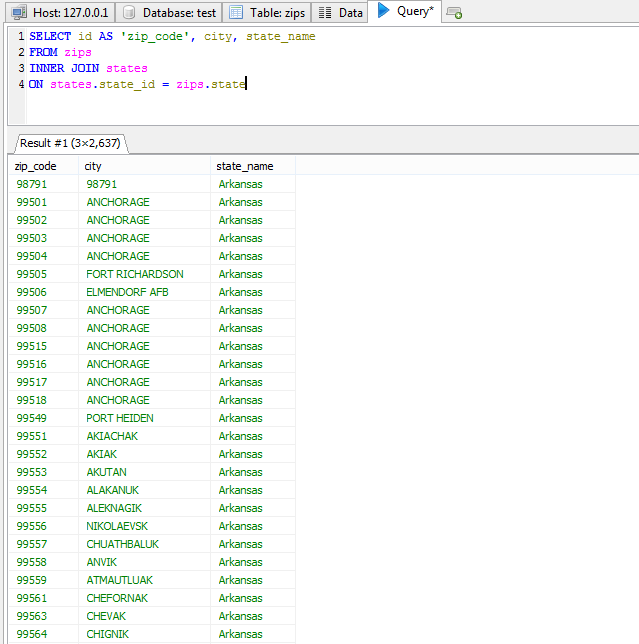 Host: 127.0.0.1 Database: test Table: zips Data Query*
1 SELECT id AS 'zip_code', city, state_name
2 FROM zips
3 INNER JOIN states
4 ON states.state_id = zips.state
Result #1 (3×2,637)
zip_code city state_name
98791 98791 Arkansas
99501 ANCHORAGE Arkansas
99502 ANCHORAGE Arkansas
99503 ANCHORAGE Arkansas
99504 ANCHORAGE Arkansas
99505 FORT RICHARDSON Arkansas
99506 ELMENDORF AFB Arkansas
99507 ANCHORAGE Arkansas
99508 ANCHORAGE Arkansas
99515 ANCHORAGE Arkansas
99516 ANCHORAGE Arkansas
99517 ANCHORAGE Arkansas
99518 ANCHORAGE Arkansas
99549 PORT HEIDEN Arkansas
99551 AKIACHAK Arkansas
99552 AKIAK Arkansas
99553 AKUTAN Arkansas
99554 ALAKANUK Arkansas
99555 ALEKNAGIK Arkansas
99556 NIKOLAEVSK Arkansas
99557 CHUATHBALUK Arkansas
99558 ANVIK Arkansas
99559 ATMAUTLUAK Arkansas
99561 CHEFORNAK Arkansas
99563 CHEVAK Arkansas
99564 CHIGNIK Arkansas